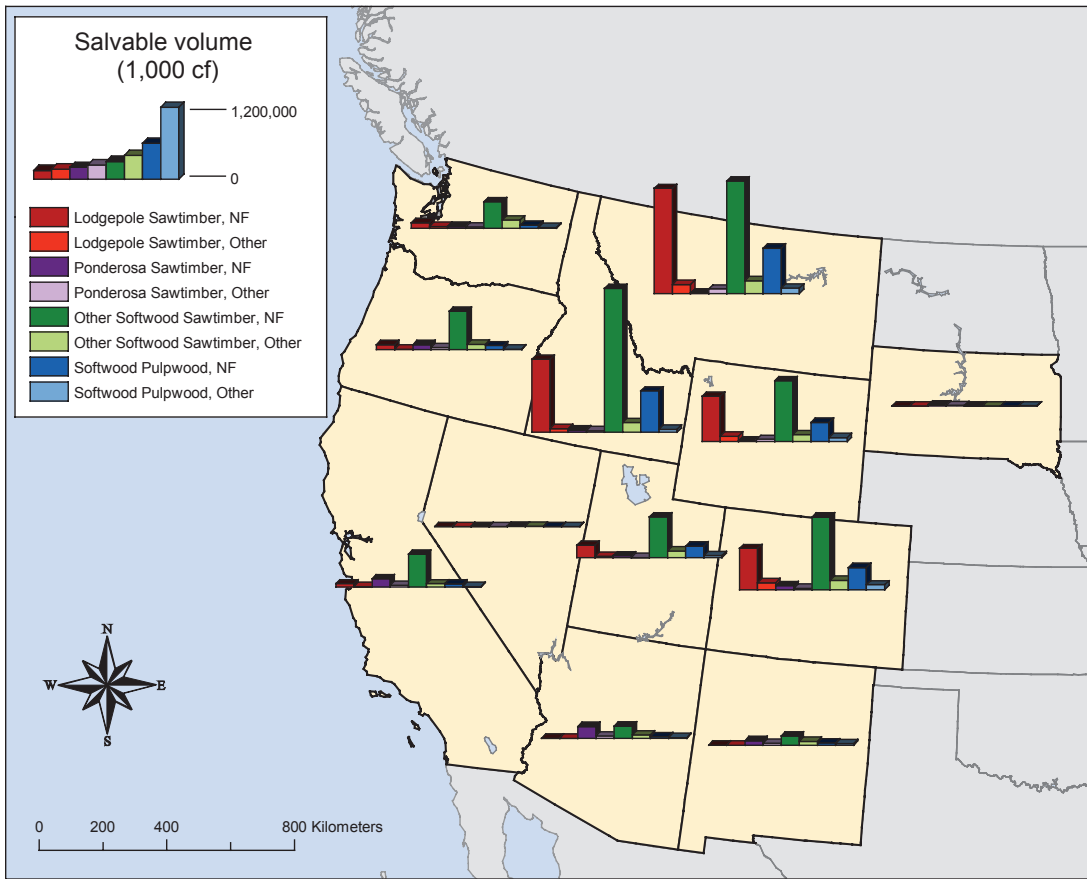 Salvable volume
(1,000 cf)
1,200,000
0
Lodgepole Sawtimber, NF
Lodgepole Sawtimber, Other
Ponderosa Sawtimber, NF
Ponderosa Sawtimber, Other
Other Softwood Sawtimber, NF
Other Softwood Sawtimber, Other
Softwood Pulpwood, NF
Softwood Pulpwood, Other
N
W E
S
0 200 400 800 Kilometers